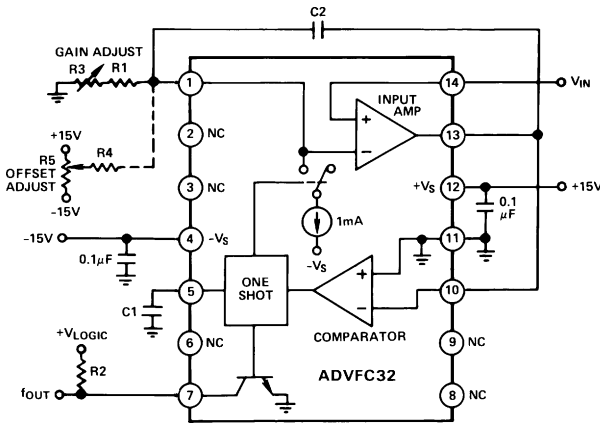 C2
GAIN ADJUST
R3
R1
1
14
VIN
INPUT
AMP
+
−
13
+15V
2
NC
R5
R4
OFFSET
ADJUST
−15V
3
NC
+VS
12
+15V
0.1
μF
1mA
−VS
−15V
4
−VS
11
0.1μF
ONE
SHOT
+
−
5
10
C1
COMPARATOR
6
NC
9
NC
+VLOGIC
R2
ADVFC32
fOUT
7
8
NC